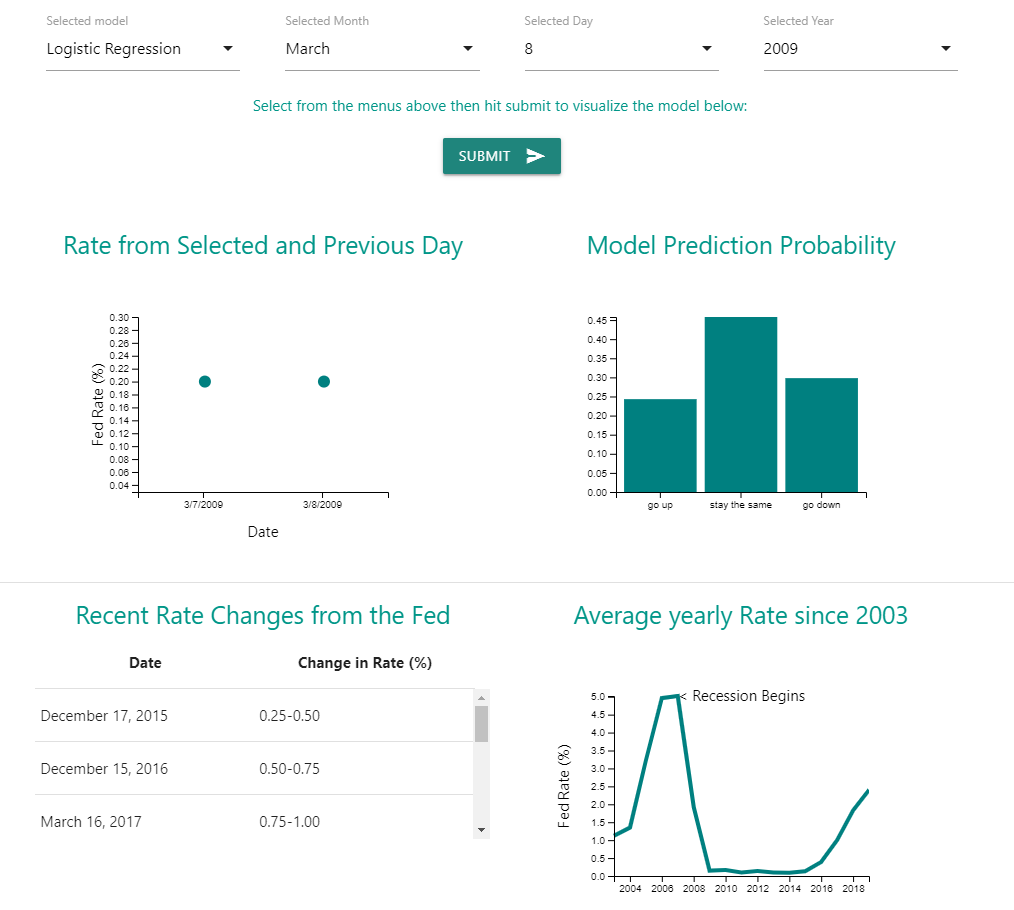 Selected model Selected Month Selected Day Selected Year
Logistic Regression March 8 2009
Select from the menus above then hit submit to visualize the model below:
SUBMIT
Rate from Selected and Previous Day
0.30
0.28
0.26
0.24
0.22
0.20
0.18
0.16
0.14
0.12
0.10
0.08
0.06
0.04
Fed Rate (%)
3/7/2009 3/8/2009
Date
Model Prediction Probability
0.45
0.40
0.35
0.30
0.25
0.20
0.15
0.10
0.05
0.00
go up stay the same go down
Recent Rate Changes from the Fed
Date Change in Rate (%)
December 17, 2015 0.25-0.50
December 15, 2016 0.50-0.75
March 16, 2017 0.75-1.00
Average yearly Rate since 2003
< Recession Begins
5.0
4.5
4.0
3.5
3.0
2.5
2.0
1.5
1.0
0.5
0.0
Fed Rate (%)
2004 2006 2008 2010 2012 2014 2016 2018